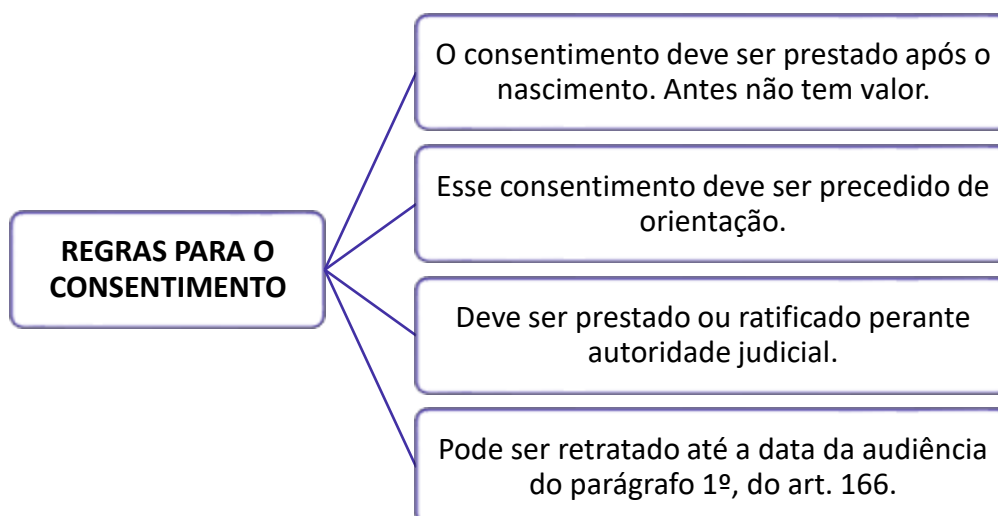 O consentimento deve ser prestado após o
nascimento. Antes não tem valor.
Esse consentimento deve ser precedido de
orientação.
REGRAS PARA O
CONSENTIMENTO
Deve ser prestado ou ratificado perante
autoridade judicial.
Pode ser retratado até a data da audiência
do parágrafo 1º, do art. 166.